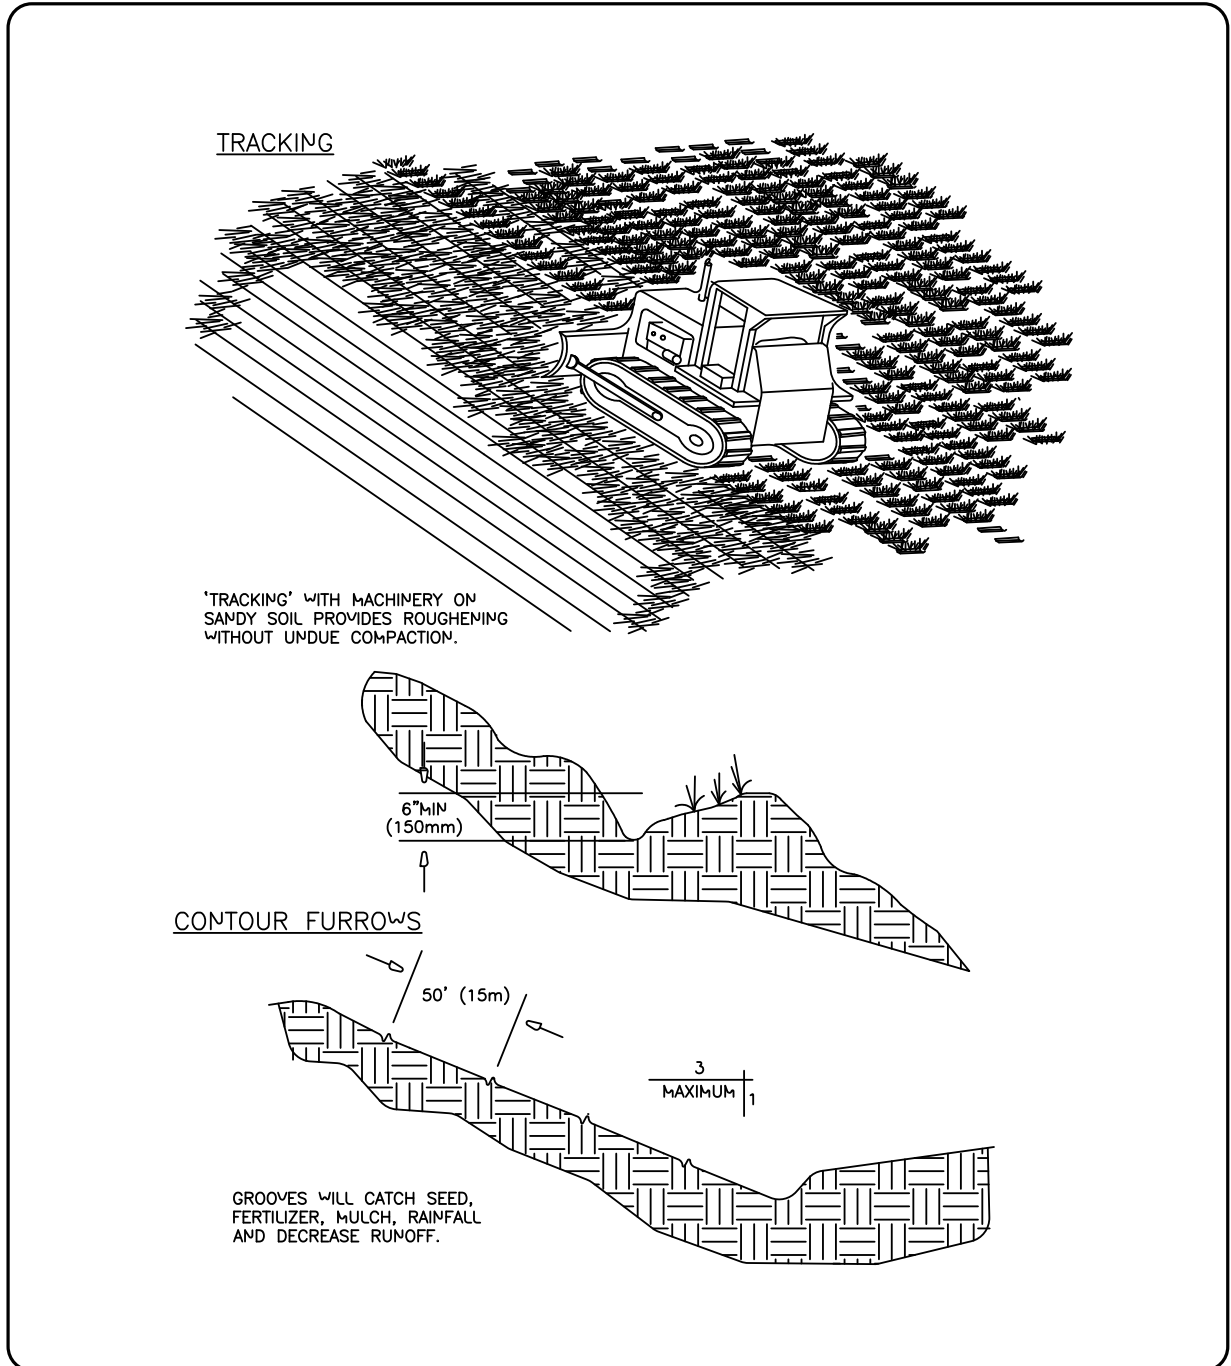 TRACKING
'TRACKING' WITH MACHINERY ON
SANDY SOIL PROVIDES ROUGHENING
WITHOUT UNDUE COMPACTION.
6"MIN
(150mm)
CONTOUR FURROWS
50' (15m)
3
MAXIMUM
1
GROOVES WILL CATCH SEED,
FERTILIZER, MULCH, RAINFALL
AND DECREASE RUNOFF.